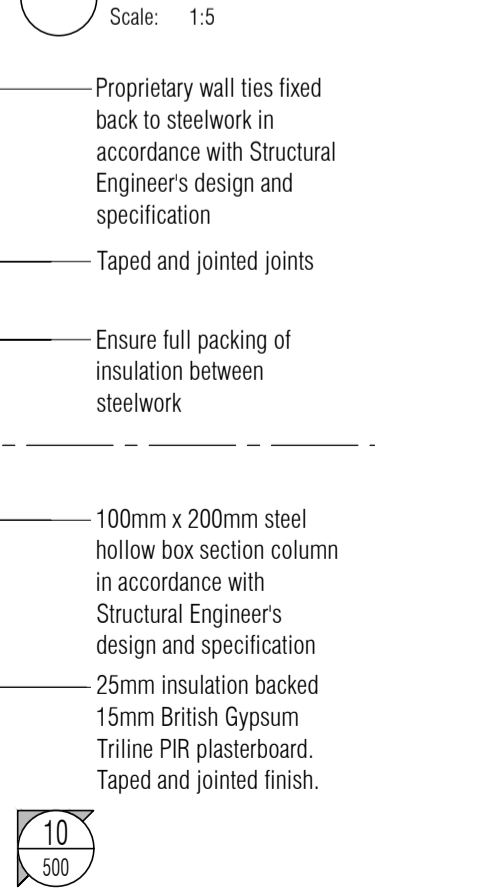 Scale: 1:5
Proprietary wall ties fixed
back to steelwork in
accordance with Structural
Engineer's design and
specification
Taped and jointed joints
Ensure full packing of
insulation between
steelwork
100mm x 200mm steel
hollow box section column
in accordance with
Structural Engineer's
design and specification
25mm insulation backed
15mm British Gypsum
Triline PIR plasterboard.
Taped and jointed finish.
10
500